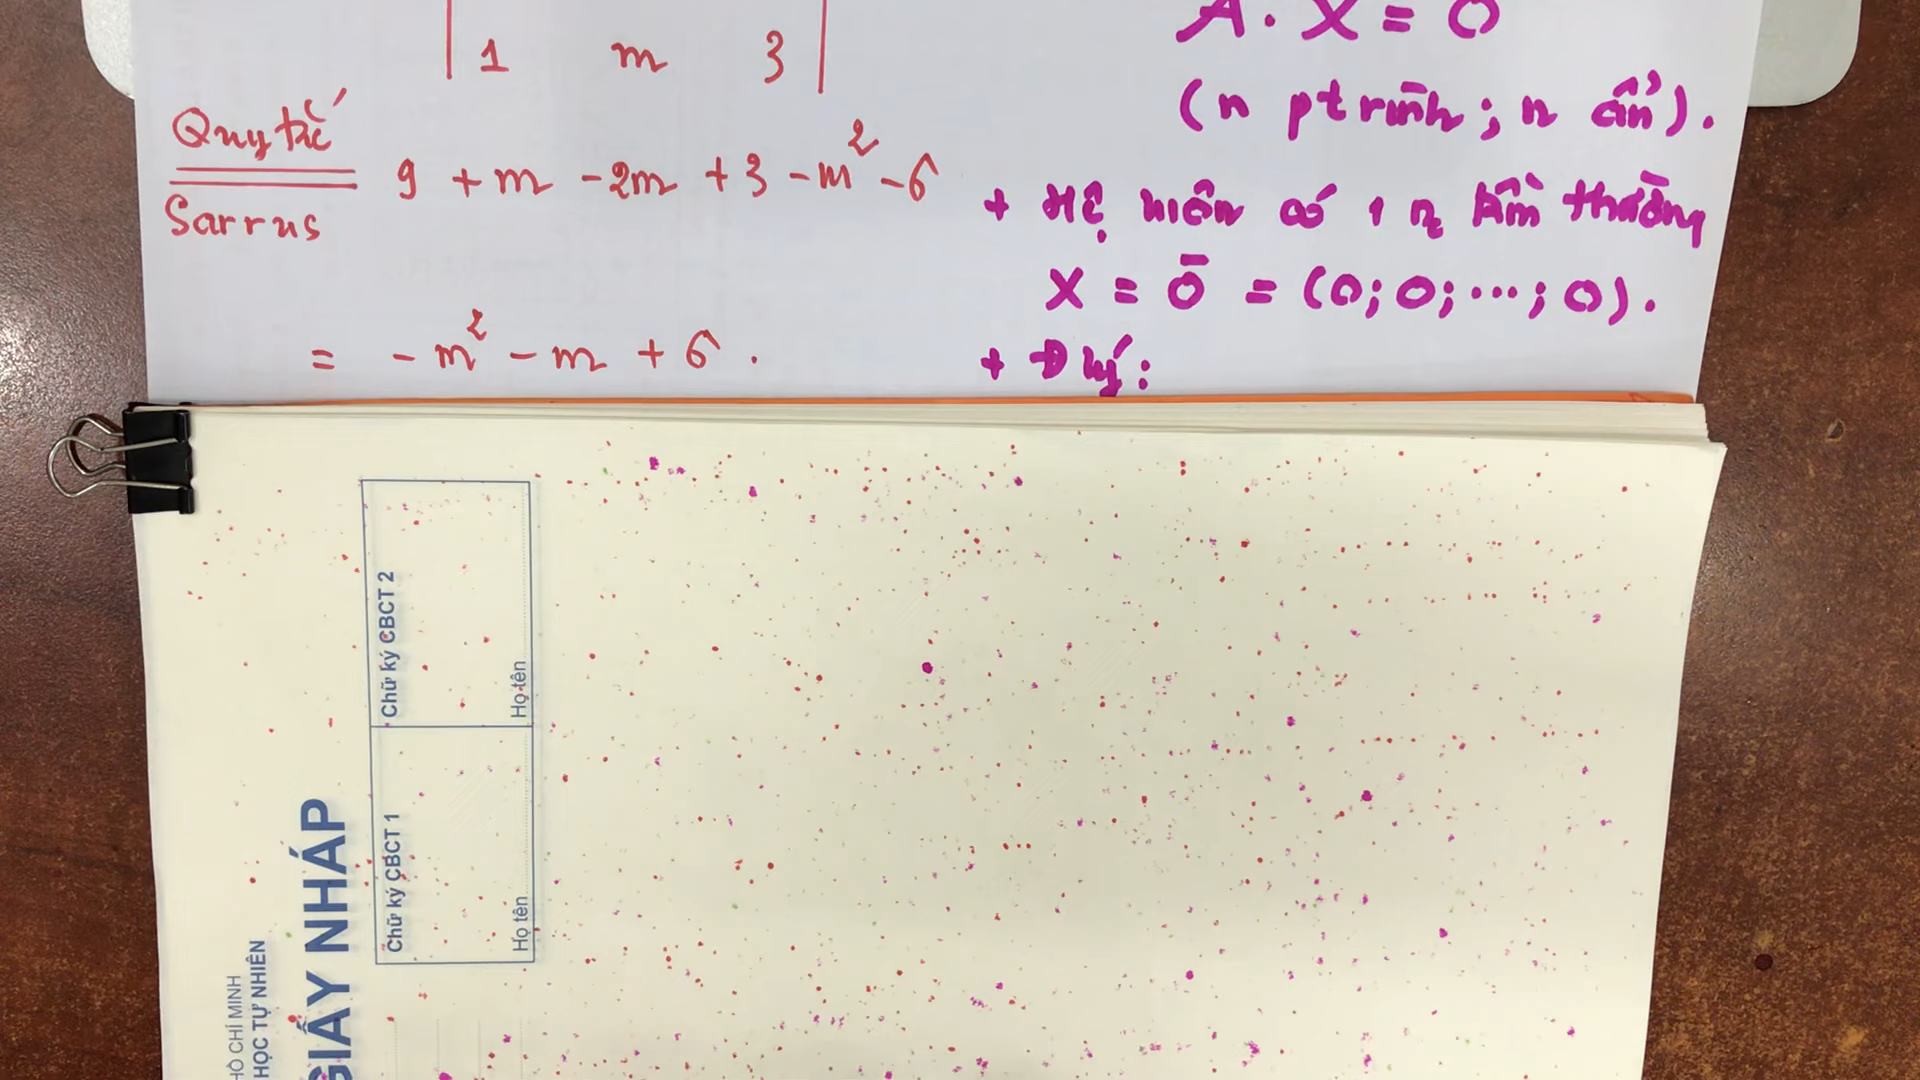 1 m 3
Quy tắc
Sarrus
9 + m - 2m + 3 - m² - 6
= - m² - m + 6 .
A . X = 0
(n ptrình ; n ẩn) .
+ Hệ luôn có 1 n tầm thường
X = 0̄ = (0; 0; ...; 0) .
+ Đ lý :
Chữ ký CBCT 2
Họ tên
Chữ ký CBCT 1
Họ tên
HỒ CHÍ MINH
HỌC TỰ NHIÊN
GIẤY NHÁP